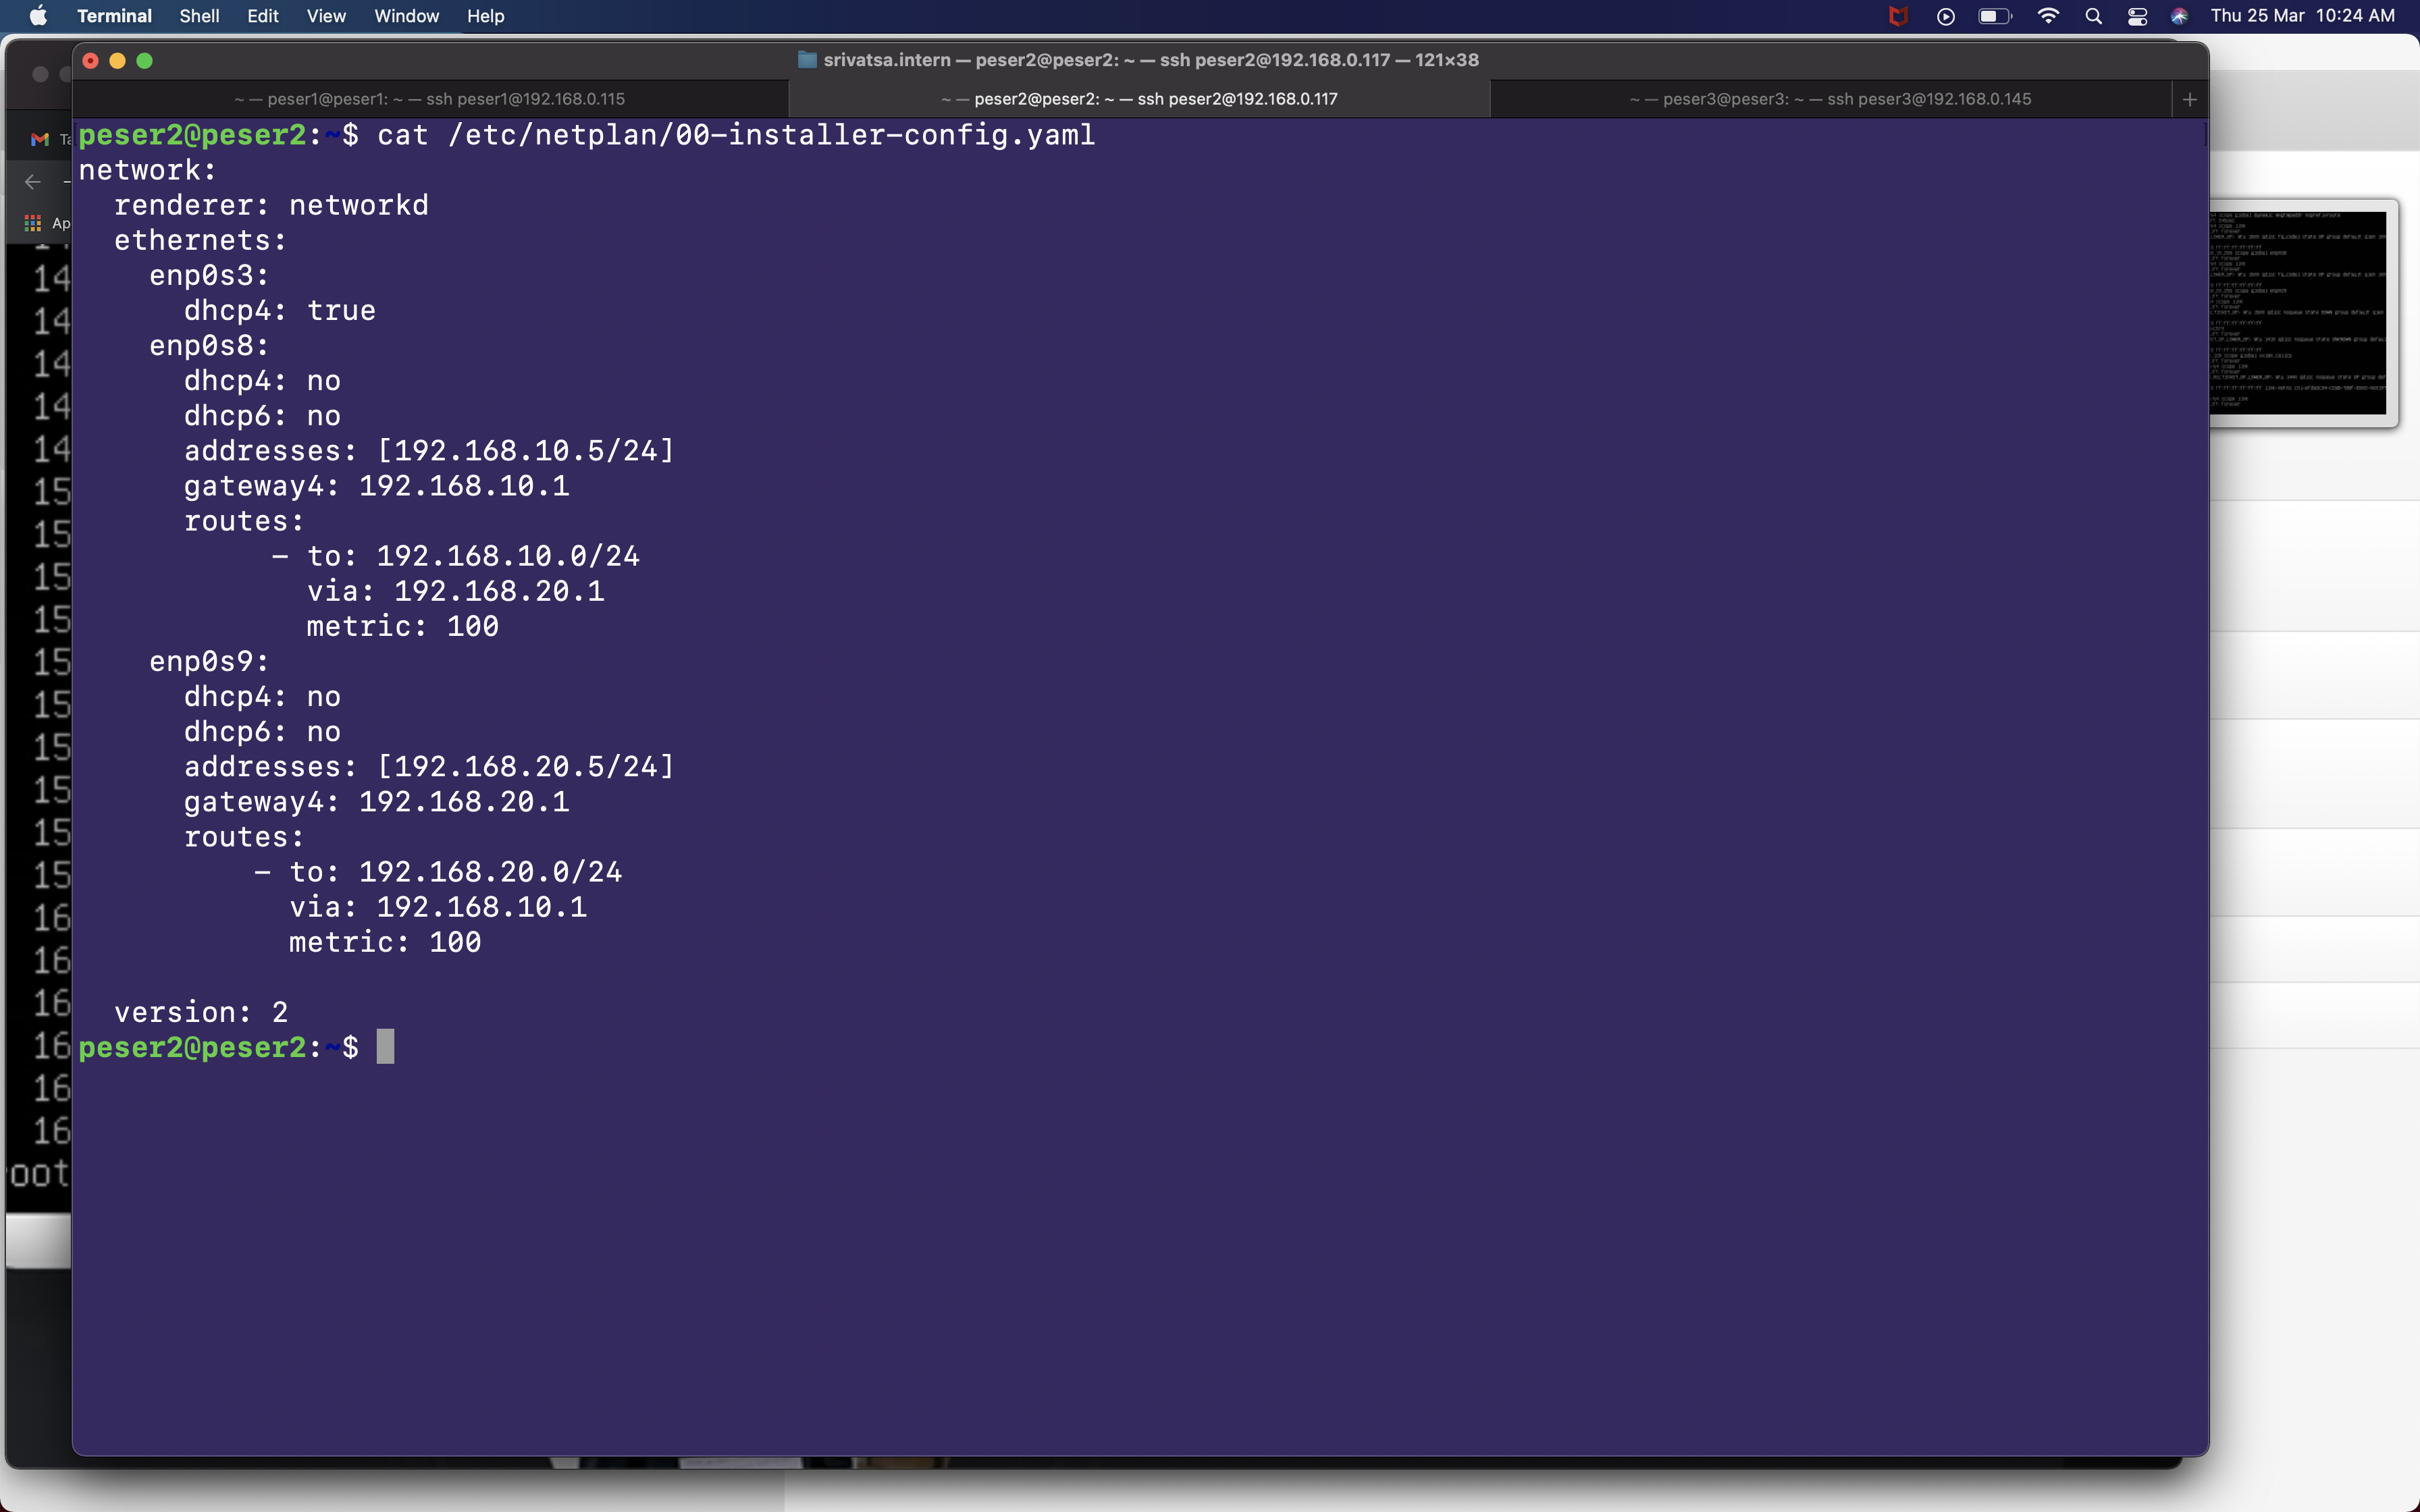 Terminal Shell Edit View Window Help Thu 25 Mar 10:24 AM
srivatsa.intern — peser2@peser2: ~ — ssh peser2@192.168.0.117 — 121×38
~ — peser1@peser1: ~ — ssh peser1@192.168.0.115
~ — peser2@peser2: ~ — ssh peser2@192.168.0.117
~ — peser3@peser3: ~ — ssh peser3@192.168.0.145
peser2@peser2:~$ cat /etc/netplan/00-installer-config.yaml
network:
  renderer: networkd
  ethernets:
    enp0s3:
      dhcp4: true
    enp0s8:
      dhcp4: no
      dhcp6: no
      addresses: [192.168.10.5/24]
      gateway4: 192.168.10.1
      routes:
           - to: 192.168.10.0/24
             via: 192.168.20.1
             metric: 100
    enp0s9:
      dhcp4: no
      dhcp6: no
      addresses: [192.168.20.5/24]
      gateway4: 192.168.20.1
      routes:
          - to: 192.168.20.0/24
            via: 192.168.10.1
            metric: 100
  version: 2
peser2@peser2:~$
Ap
14
14
14
14
14
15
15
15
15
15
15
15
15
15
15
16
16
16
16
16
16
oot